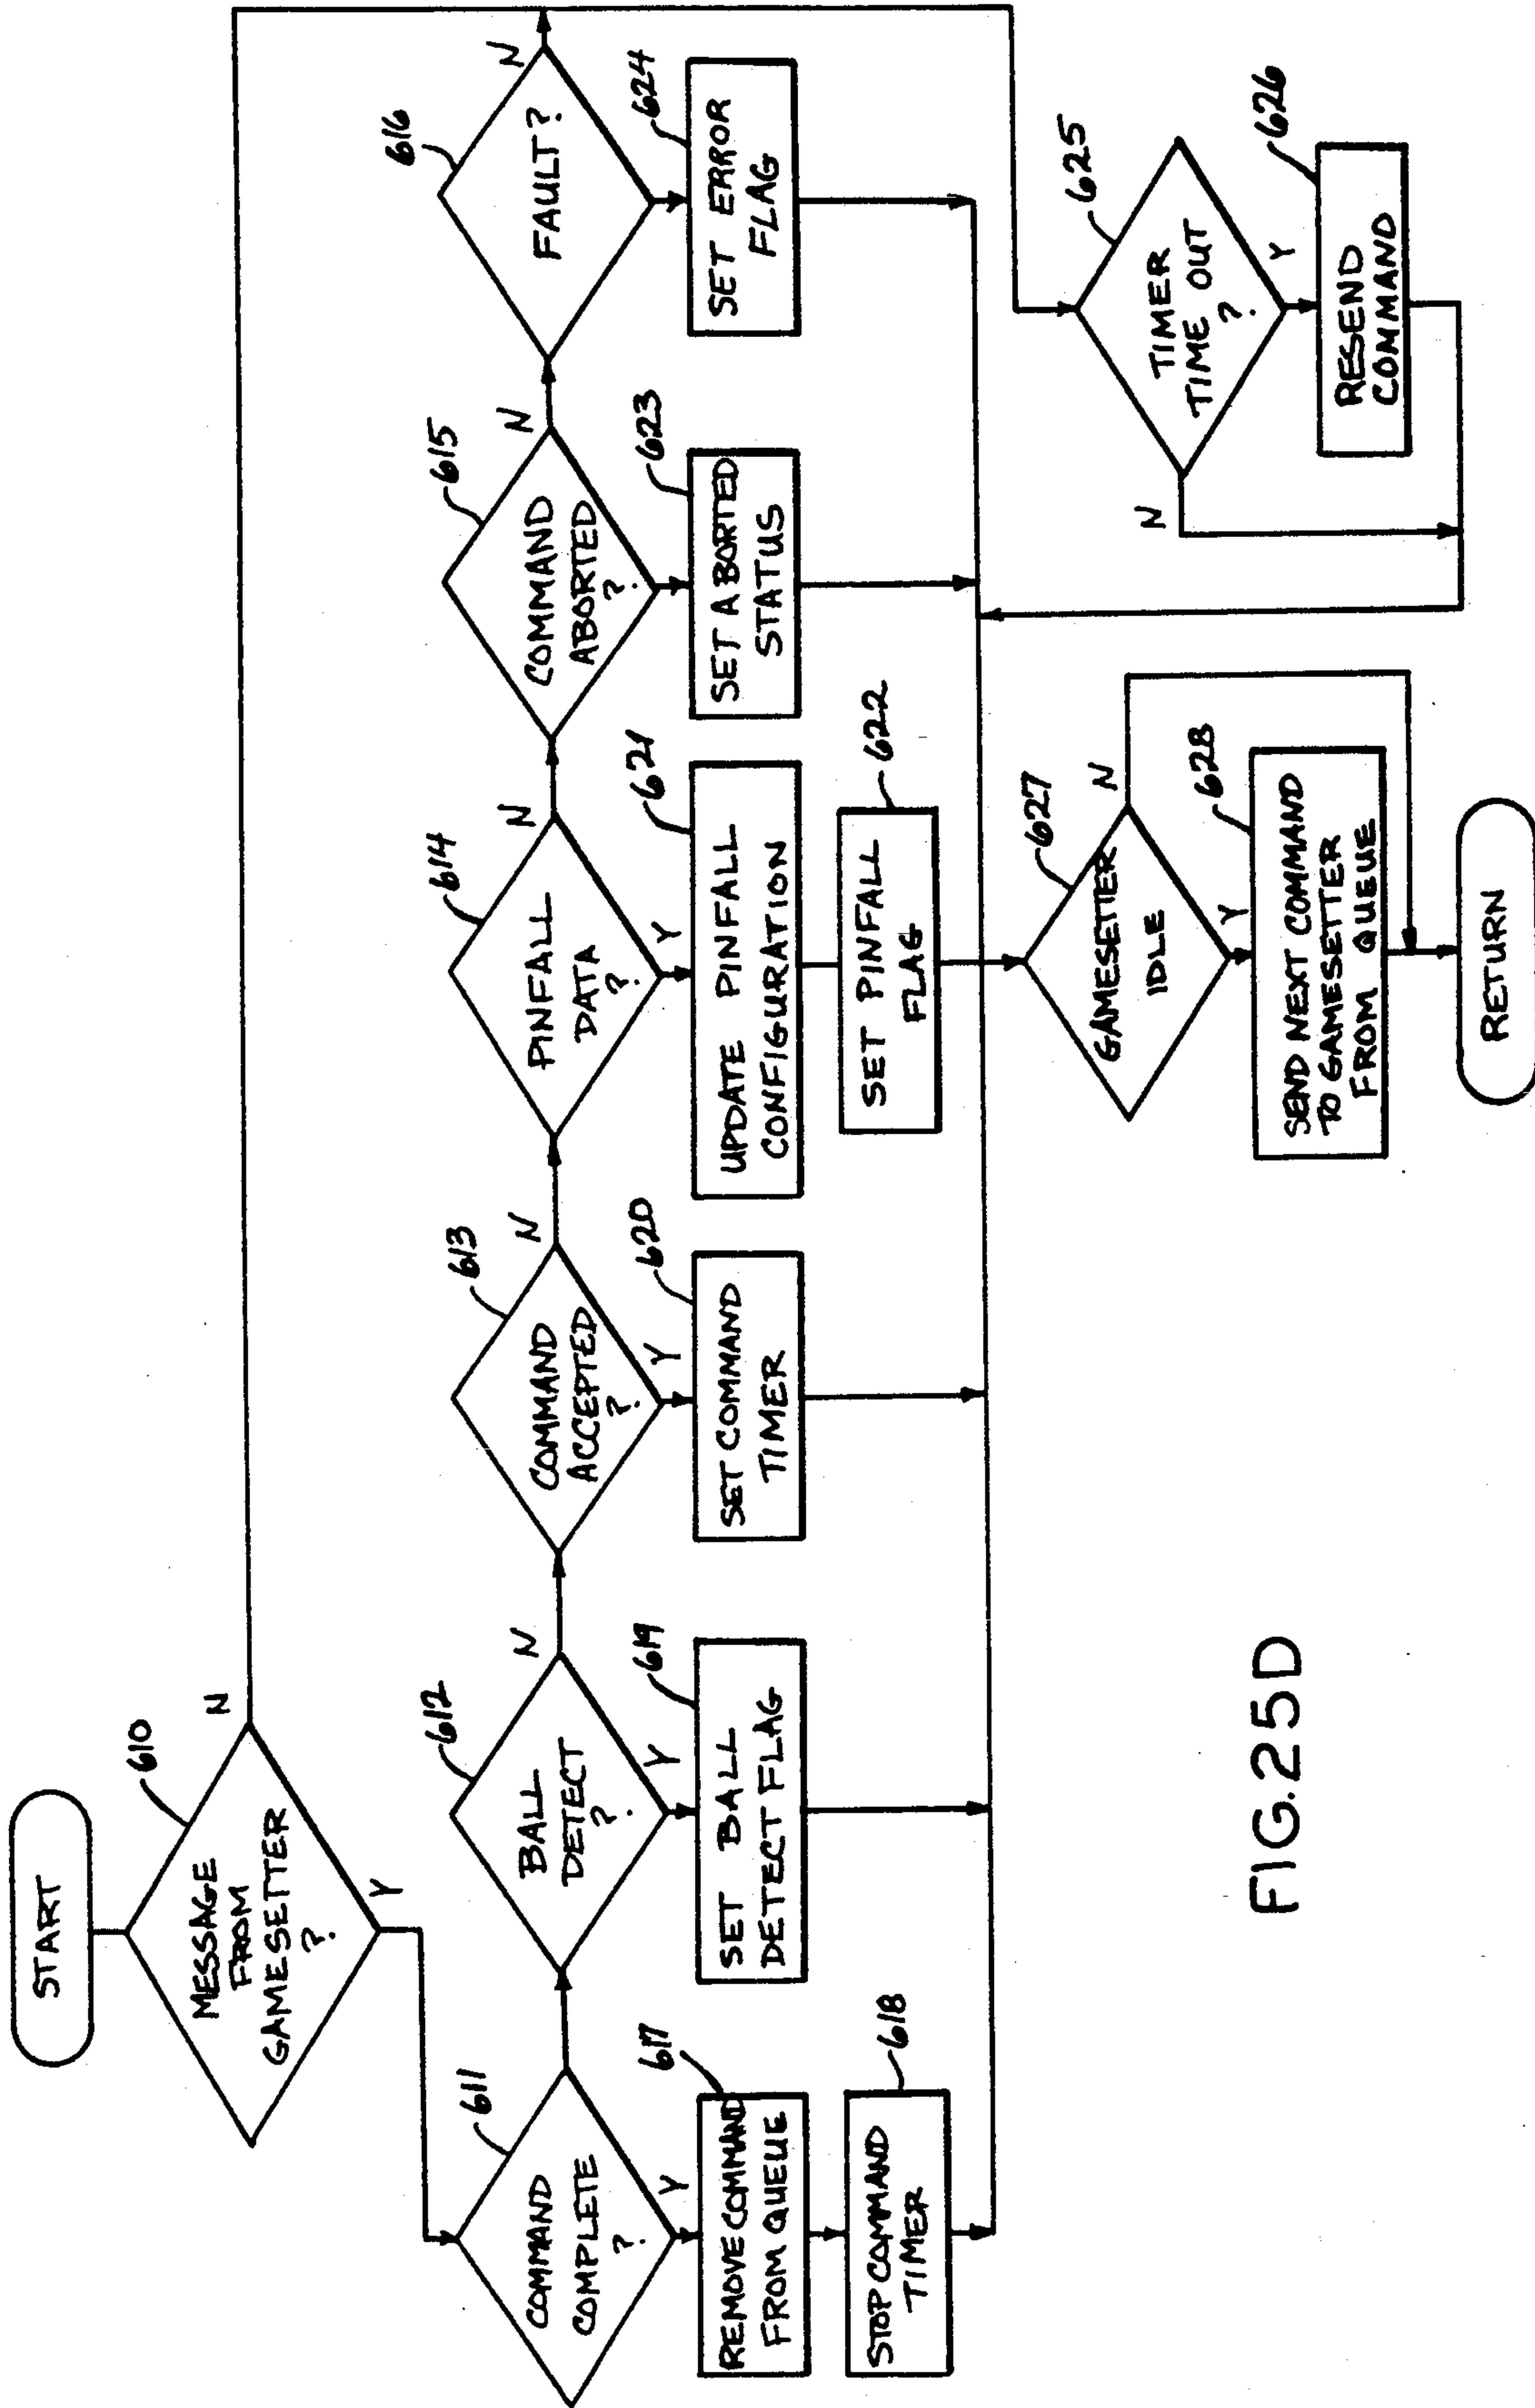 START
610
MESSAGE
FROM
GAMESETTER
?
N
Y
611
COMMAND
COMPLETE
?
Y
617
REMOVE COMMAND
FROM QUEUE
618
STOP COMMAND
TIMER
612
BALL
DETECT
?
N
Y
619
SET BALL
DETECT FLAG
613
COMMAND
ACCEPTED
?
N
Y
620
SET COMMAND
TIMER
614
PINFALL
DATA
?
N
Y
621
UPDATE PINFALL
CONFIGURATION
622
SET PINFALL
FLAG
615
COMMAND
ABORTED
?
N
623
SET ABORTED
STATUS
616
FAULT?
N
624
SET ERROR
FLAG
625
TIMER
TIME OUT
?
N
Y
626
RESEND
COMMAND
627
GAMESETTER
IDLE
N
Y
628
SEND NEXT COMMAND
TO GAMESETTER
FROM QUEUE
RETURN
FIG.25D